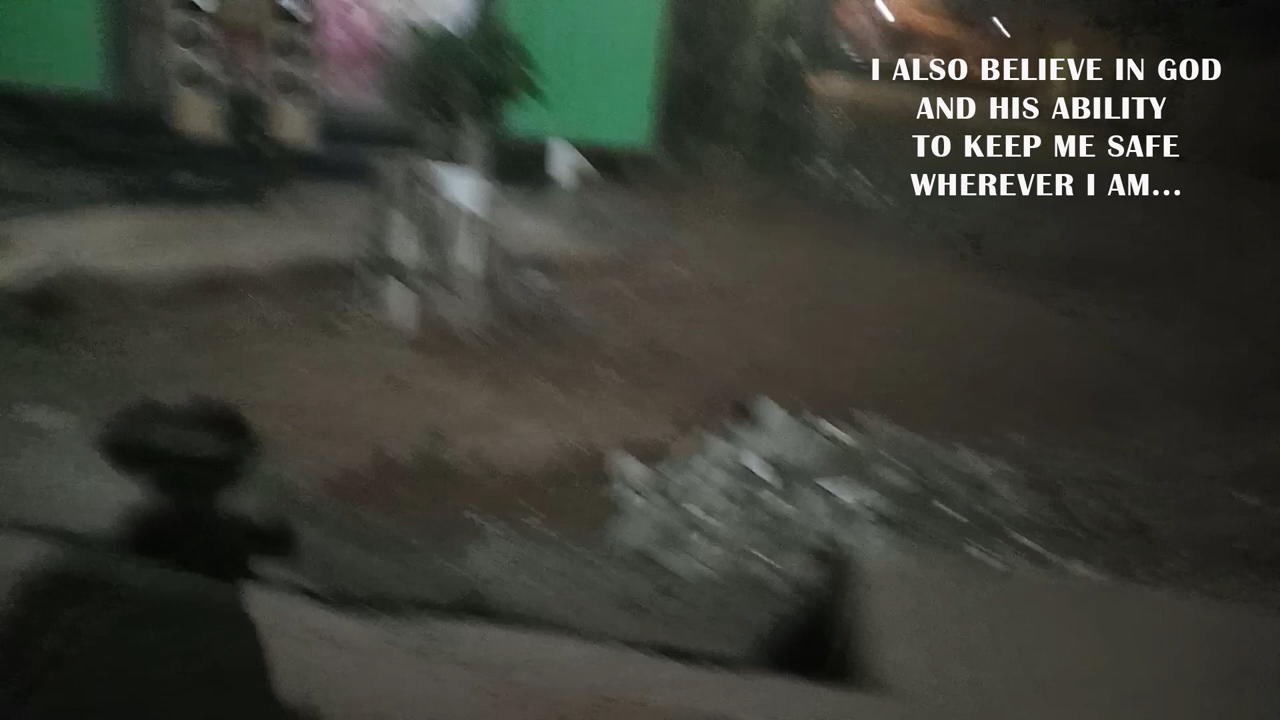 I ALSO BELIEVE IN GOD
AND HIS ABILITY
TO KEEP ME SAFE
WHEREVER I AM...